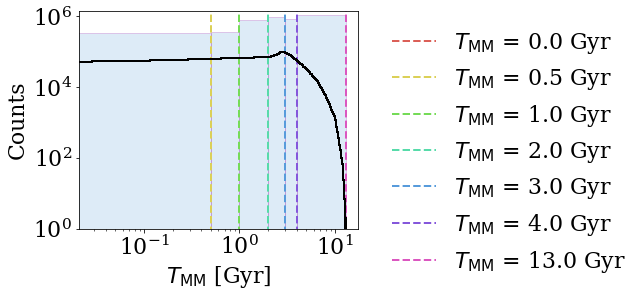 10^6
10^4
10^2
10^0
Counts
10^-1
10^0
10^1
T_MM [Gyr]
T_MM = 0.0 Gyr
T_MM = 0.5 Gyr
T_MM = 1.0 Gyr
T_MM = 2.0 Gyr
T_MM = 3.0 Gyr
T_MM = 4.0 Gyr
T_MM = 13.0 Gyr